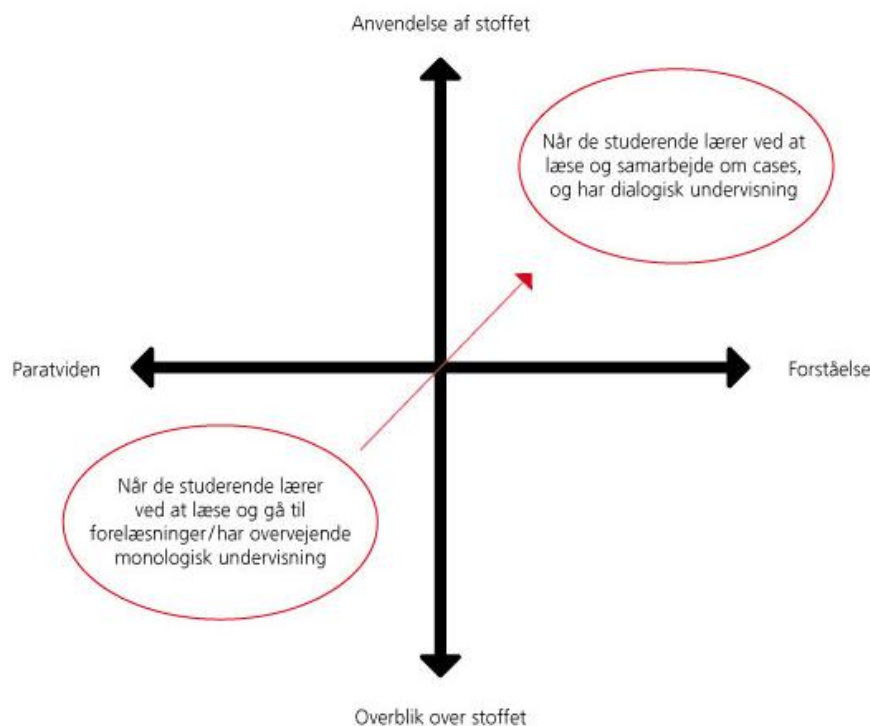 Anvendelse af stoffet
Når de studerende lærer ved at
læse og samarbejde om cases,
og har dialogisk undervisning
Paratviden
Forståelse
Når de studerende lærer
ved at læse og gå til
forelæsninger/har overvejende
monologisk undervisning
Overblik over stoffet